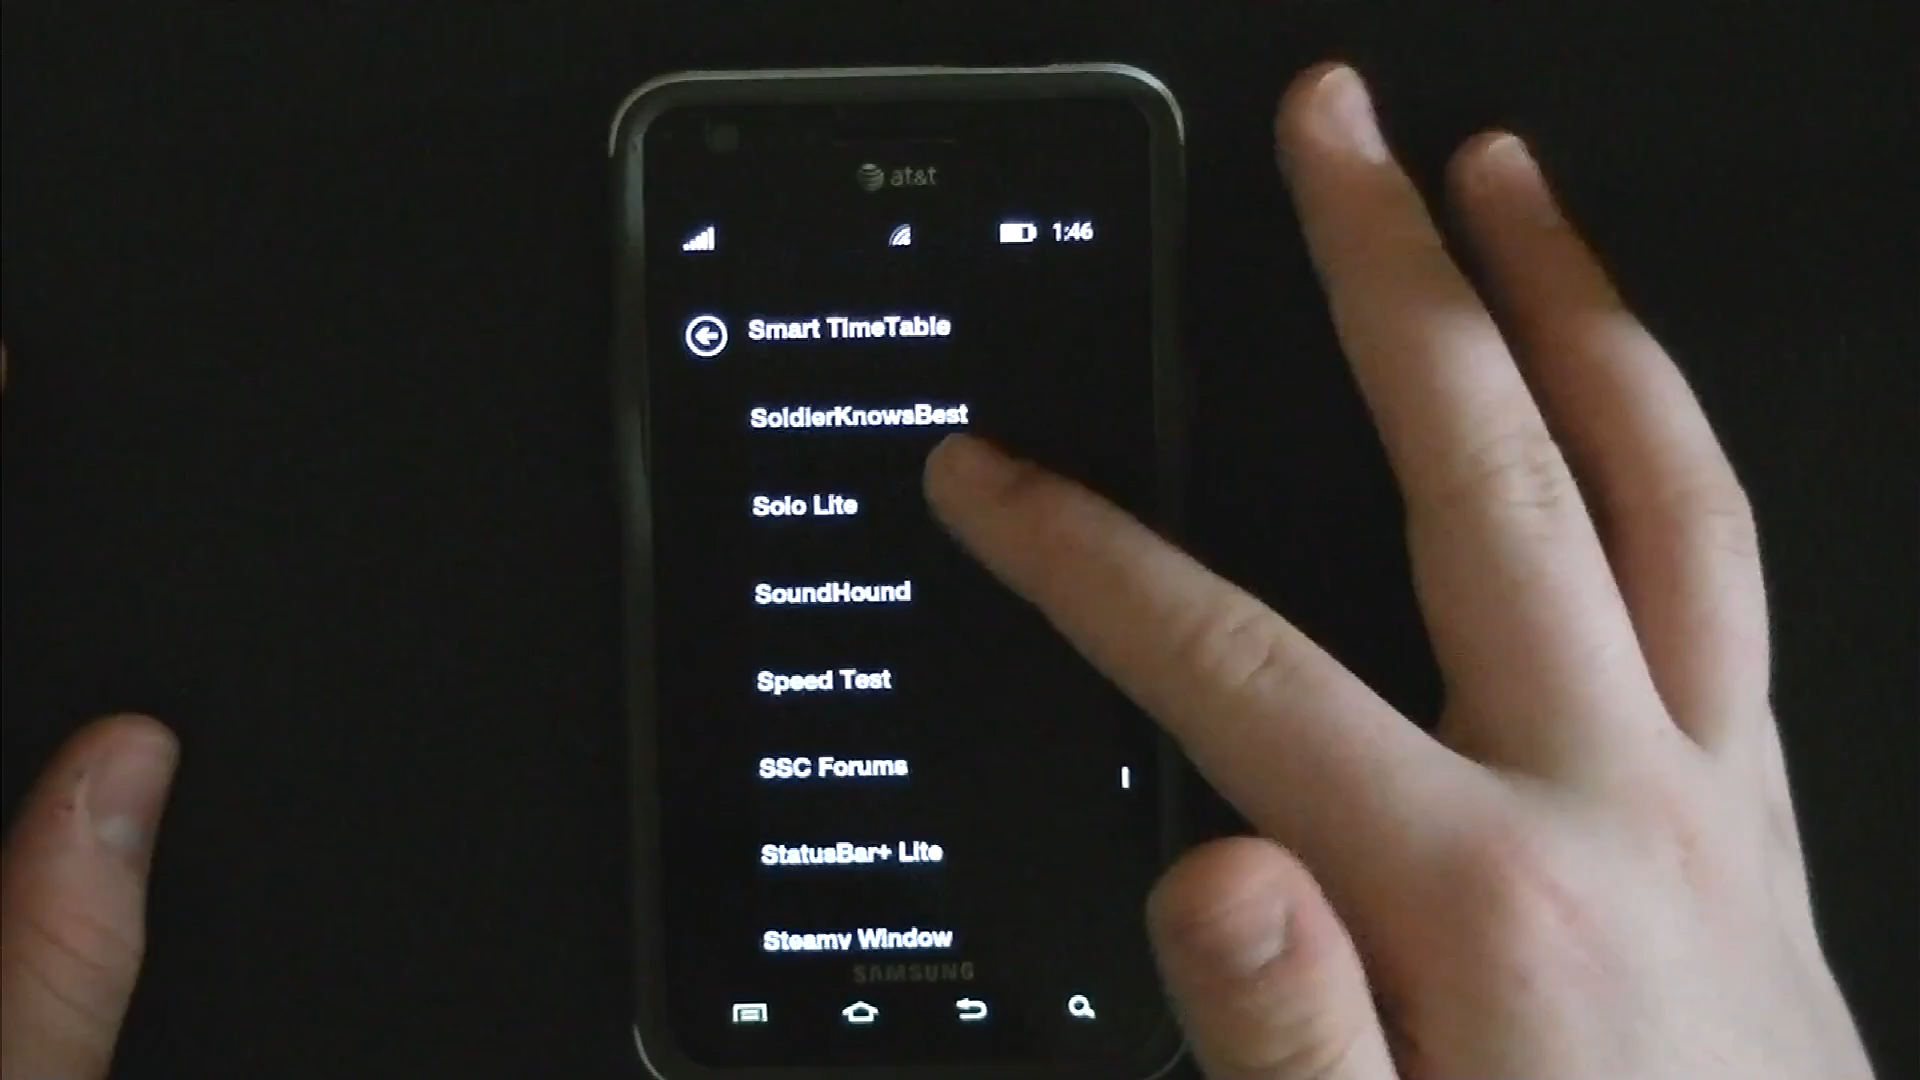 at&t
1:46
Smart TimeTable
SoldierKnowsBest
Solo Lite
SoundHound
Speed Test
SSC Forums
StatusBar+ Lite
Steamy Window
SAMSUNG